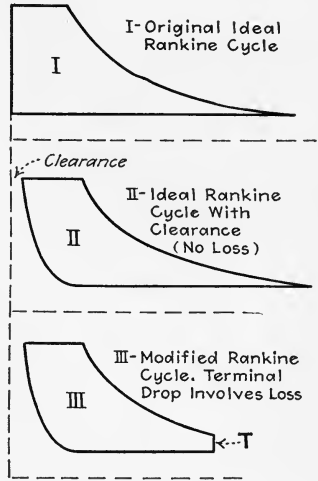 I-Original Ideal
Rankine Cycle
I
Clearance
II-Ideal Rankine
Cycle With
Clearance
(No Loss)
II
III-Modified Rankine
Cycle. Terminal
Drop Involves Loss
III
T